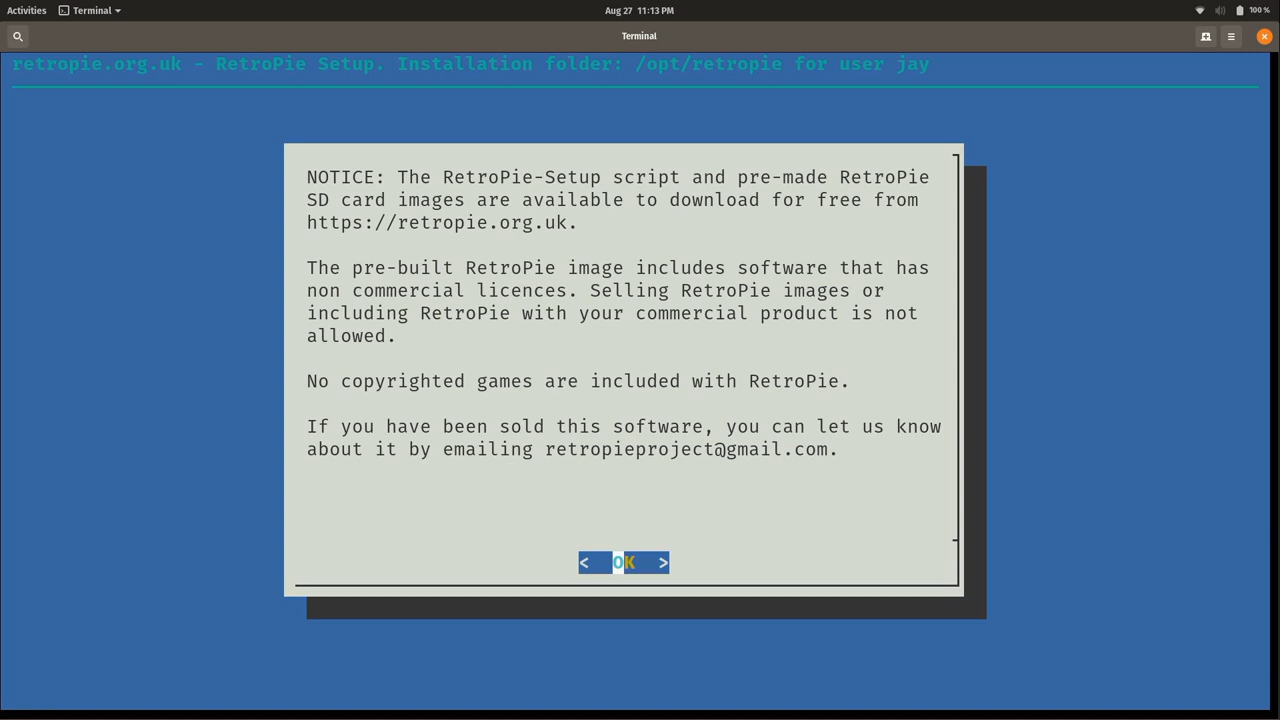 Activities
Terminal
Aug 27 11:13 PM
100 %
Terminal
retropie.org.uk - RetroPie Setup. Installation folder: /opt/retropie for user jay
NOTICE: The RetroPie-Setup script and pre-made RetroPie
SD card images are available to download for free from
https://retropie.org.uk.
The pre-built RetroPie image includes software that has
non commercial licences. Selling RetroPie images or
including RetroPie with your commercial product is not
allowed.
No copyrighted games are included with RetroPie.
If you have been sold this software, you can let us know
about it by emailing retropieproject@gmail.com.
< OK >